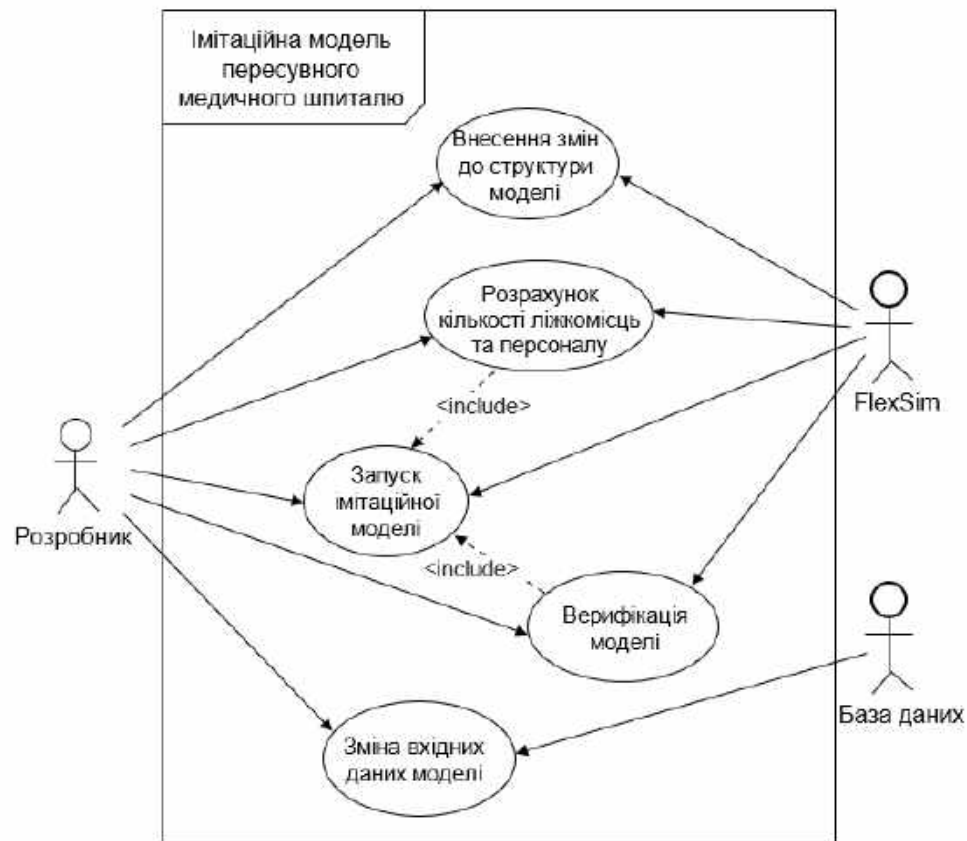 Імітаційна модель
пересувного
медичного шпиталю
Внесення змін
до структури
моделі
Розрахунок
кількості ліжкомісць
та персоналу
FlexSim
<include>
Запуск
імітаційної
моделі
Розробник
<include>
Верифікація
моделі
База даних
Зміна вхідних
даних моделі